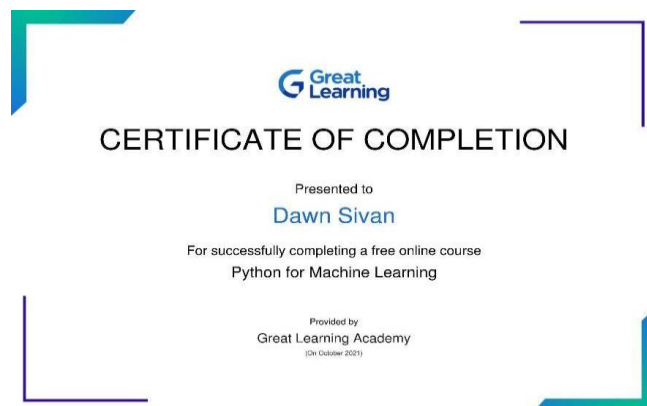 Great
Learning
CERTIFICATE OF COMPLETION
Presented to
Dawn Sivan
For successfully completing a free online course
Python for Machine Learning
Provided by
Great Learning Academy
(On October 2021)